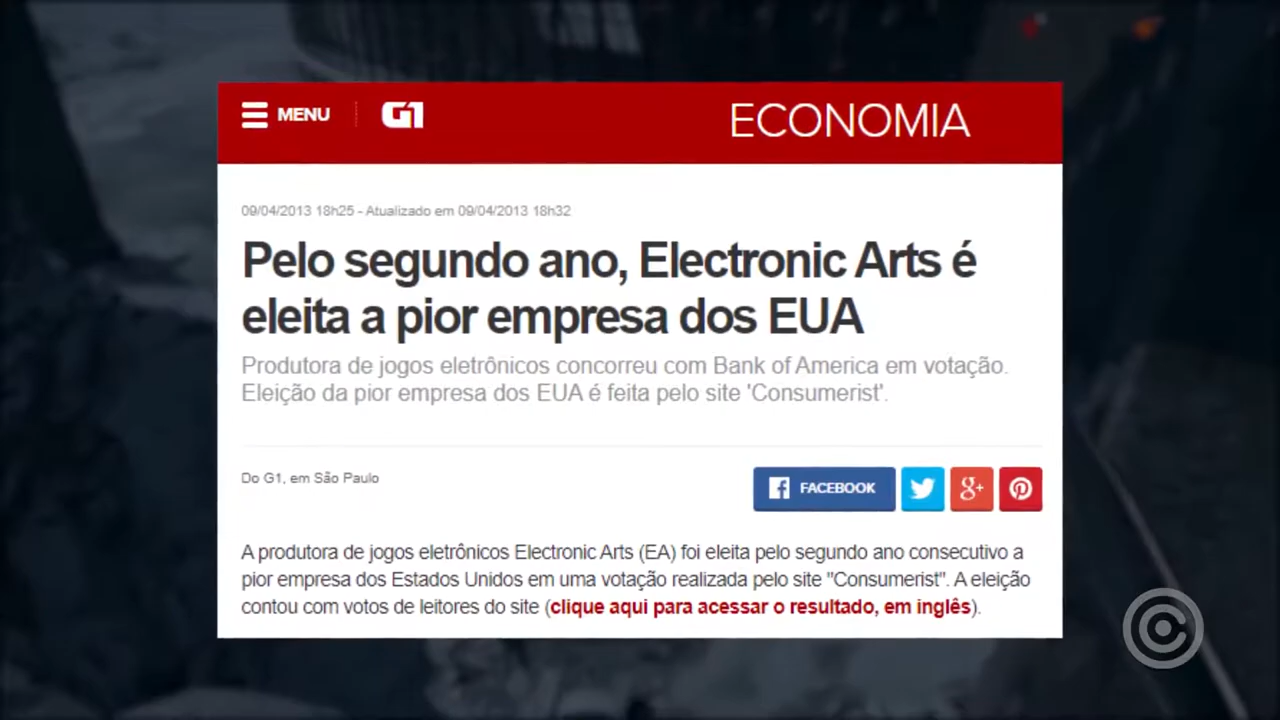 MENU
G1
ECONOMIA
09/04/2013 18h25 - Atualizado em 09/04/2013 18h32
Pelo segundo ano, Electronic Arts é
eleita a pior empresa dos EUA
Produtora de jogos eletrônicos concorreu com Bank of America em votação.
Eleição da pior empresa dos EUA é feita pelo site 'Consumerist'.
Do G1, em São Paulo
FACEBOOK
g+
A produtora de jogos eletrônicos Electronic Arts (EA) foi eleita pelo segundo ano consecutivo a
pior empresa dos Estados Unidos em uma votação realizada pelo site "Consumerist". A eleição
contou com votos de leitores do site (clique aqui para acessar o resultado, em inglês).